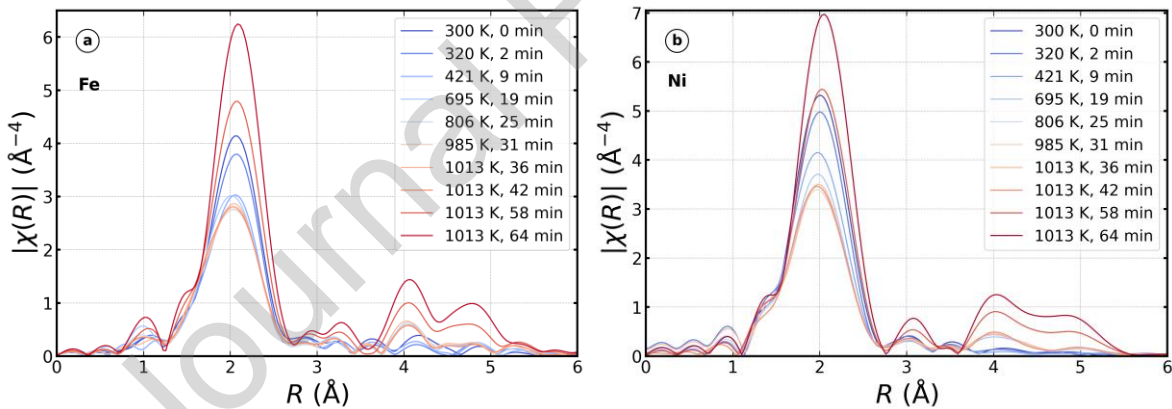 Journal P
a
Fe
|χ(R)| (Å⁻⁴)
6
5
4
3
2
1
0
0 1 2 3 4 5 6
R (Å)
300 K, 0 min
320 K, 2 min
421 K, 9 min
695 K, 19 min
806 K, 25 min
985 K, 31 min
1013 K, 36 min
1013 K, 42 min
1013 K, 58 min
1013 K, 64 min
b
Ni
|χ(R)| (Å⁻⁴)
7
6
5
4
3
2
1
0
0 1 2 3 4 5 6
R (Å)
300 K, 0 min
320 K, 2 min
421 K, 9 min
695 K, 19 min
806 K, 25 min
985 K, 31 min
1013 K, 36 min
1013 K, 42 min
1013 K, 58 min
1013 K, 64 min